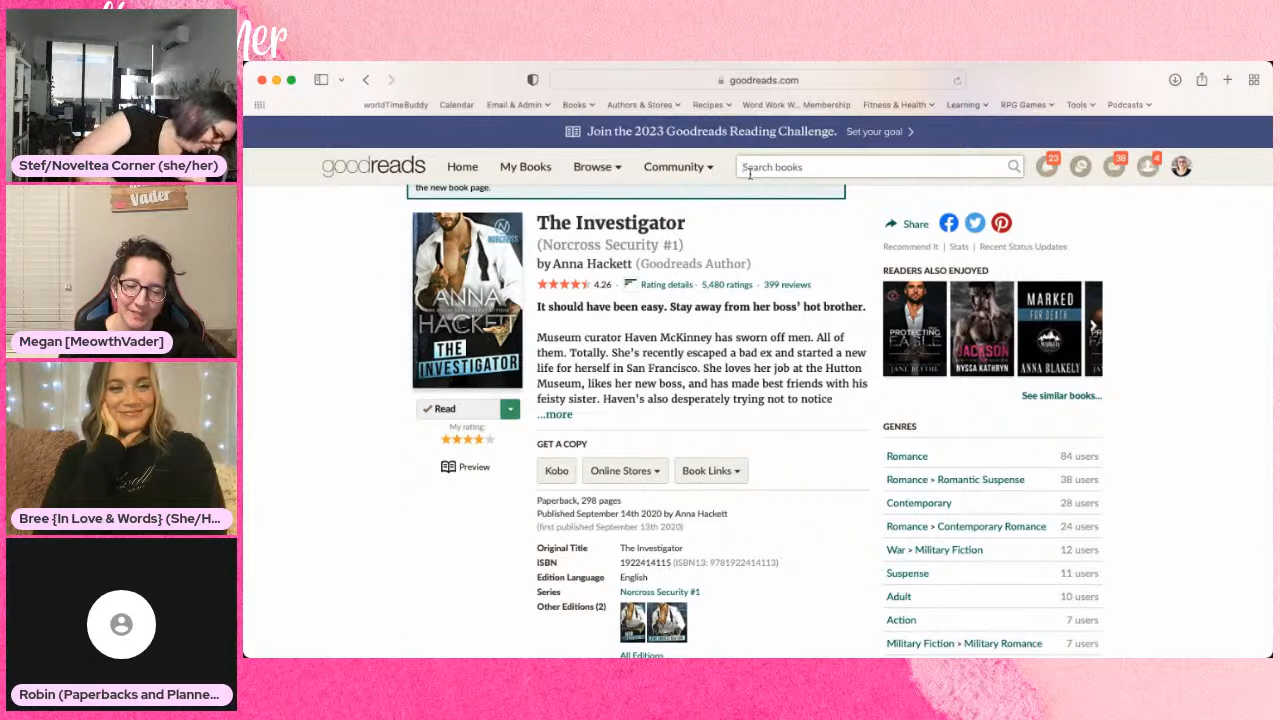 Vader
Stef/Noveltea Corner (she/her)
Megan [MeowthVader]
Bree {In Love & Words} (She/H...
Robin (Paperbacks and Planne...
goodreads.com
worldTimeBuddy
Calendar
Email & Admin
Books
Authors & Stores
Recipes
Word Work W... Membership
Fitness & Health
Learning
RPG Games
Tools
Podcasts
Join the 2023 Goodreads Reading Challenge. Set your goal
goodreads
Home
My Books
Browse
Community
Search books
23
38
4
the new book page.
NORCROSS
ANNA
HACKETT
THE
INVESTIGATOR
Read
My rating:
Preview
The Investigator
(Norcross Security #1)
by Anna Hackett (Goodreads Author)
4.26 Rating details · 5,480 ratings · 399 reviews
It should have been easy. Stay away from her boss’ hot brother.
Museum curator Haven McKinney has sworn off men. All of
them. Totally. She’s recently escaped a bad ex and started a new
life for herself in San Francisco. She loves her job at the Hutton
Museum, likes her new boss, and has made best friends with his
feisty sister. Haven’s also desperately trying not to notice
...more
GET A COPY
Kobo
Online Stores
Book Links
Paperback, 298 pages
Published September 14th 2020 by Anna Hackett
(first published September 13th 2020)
Original Title The Investigator
ISBN 1922414115 (ISBN13: 9781922414113)
Edition Language English
Series Norcross Security #1
Other Editions (2)
All Editions
Share
Recommend It | Stats | Recent Status Updates
READERS ALSO ENJOYED
PROTECTING
JANE BLYTHE
JACKSON
NYSSA KATHRYN
MARKED
FOR DEATH
ANNA BLAKELY
See similar books...
GENRES
Romance 84 users
Romance > Romantic Suspense 38 users
Contemporary 28 users
Romance > Contemporary Romance 24 users
War > Military Fiction 12 users
Suspense 11 users
Adult 10 users
Action 7 users
Military Fiction > Military Romance 7 users